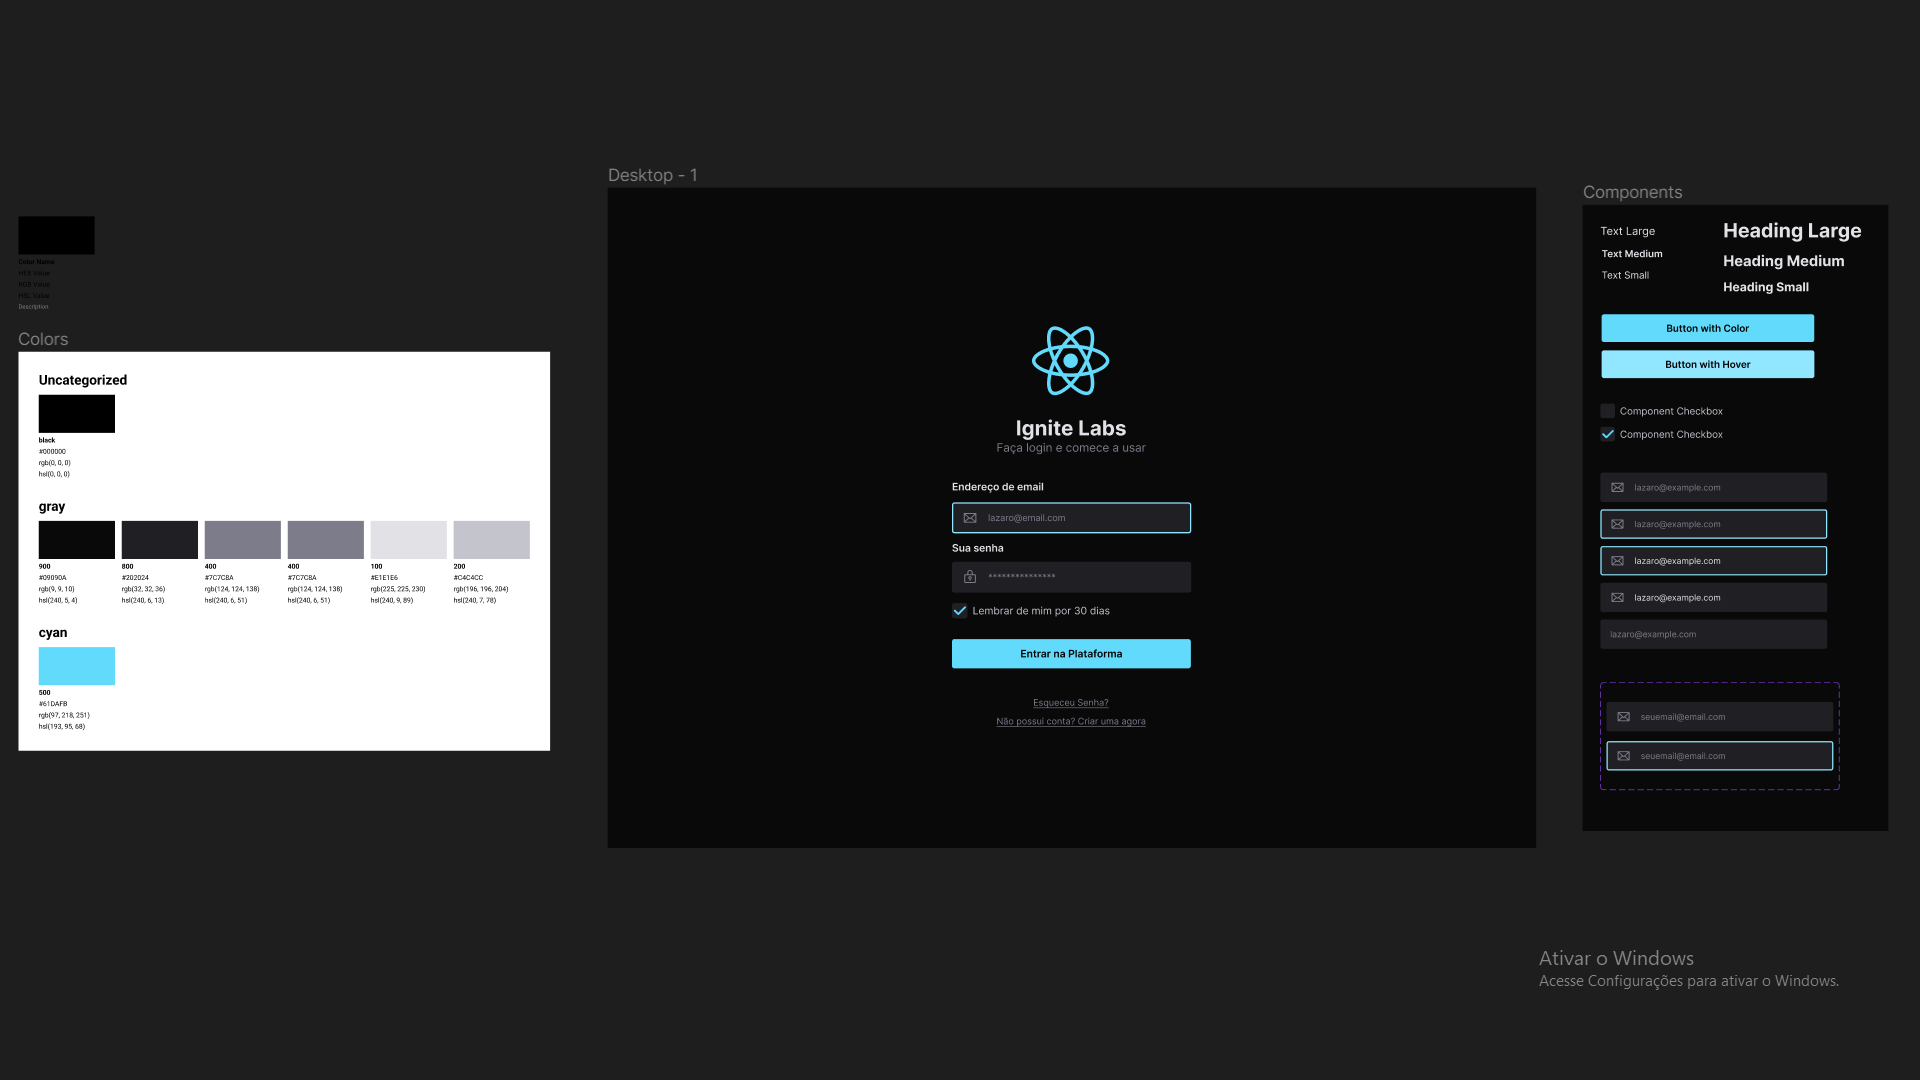 Color Name
HEX Value
RGB Value
HSL Value
Description
Colors
Uncategorized
black
#000000
rgb(0, 0, 0)
hsl(0, 0, 0)
gray
900
#09090A
rgb(9, 9, 10)
hsl(240, 5, 4)
800
#202024
rgb(32, 32, 36)
hsl(240, 6, 13)
400
#7C7C8A
rgb(124, 124, 138)
hsl(240, 6, 51)
400
#7C7C8A
rgb(124, 124, 138)
hsl(240, 6, 51)
100
#E1E1E6
rgb(225, 225, 230)
hsl(240, 9, 89)
200
#C4C4CC
rgb(196, 196, 204)
hsl(240, 7, 78)
cyan
500
#61DAFB
rgb(97, 218, 251)
hsl(193, 95, 68)
Desktop - 1
Ignite Labs
Faça login e comece a usar
Endereço de email
lazaro@email.com
Sua senha
***************
Lembrar de mim por 30 dias
Entrar na Plataforma
Esqueceu Senha?
Não possui conta? Criar uma agora
Components
Text Large
Text Medium
Text Small
Heading Large
Heading Medium
Heading Small
Button with Color
Button with Hover
Component Checkbox
Component Checkbox
lazaro@example.com
lazaro@example.com
lazaro@example.com
lazaro@example.com
lazaro@example.com
seuemail@email.com
seuemail@email.com
Ativar o Windows
Acesse Configurações para ativar o Windows.